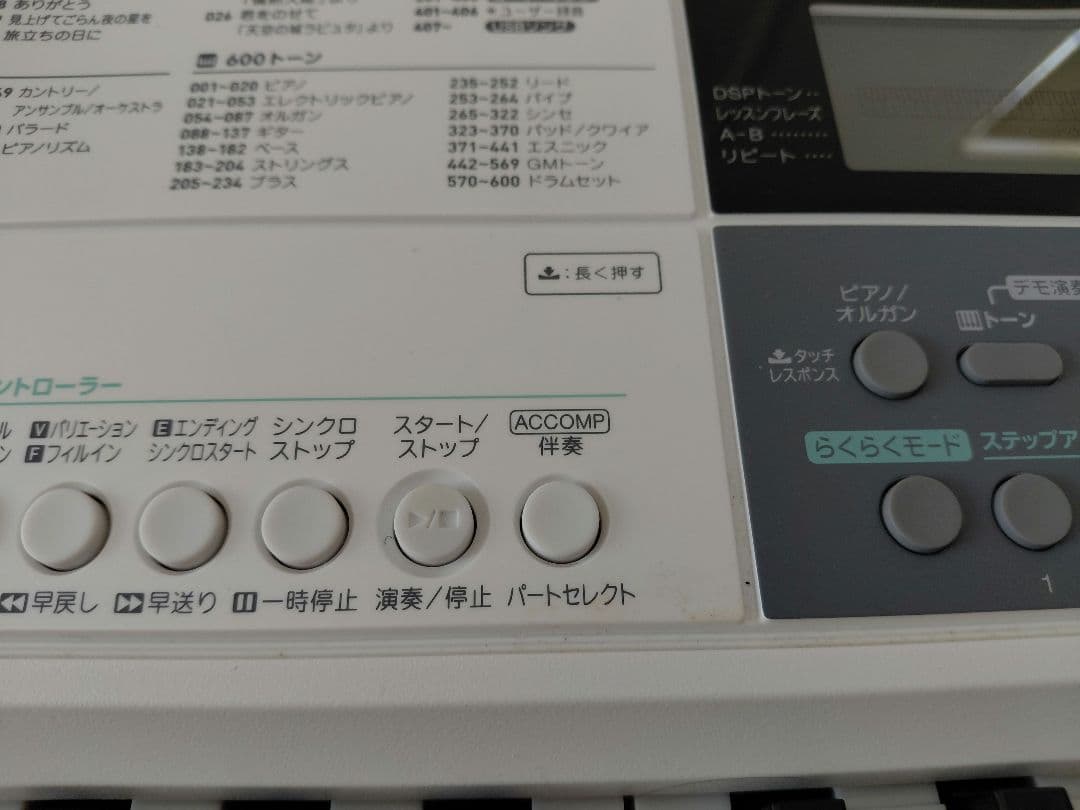 ありがとう
見上げてごらん夜の星を
旅立ちの日に
026 君をのせて
「天空の城ラピュタ」より
401~406
407~ USBソング
カントリー/
アンサンブル/オーケストラ
バラード
ピアノ/リズム
600トーン
001~020 ピアノ
021~053 エレクトリックピアノ
054~087 オルガン
088~137 ギター
138~182 ベース
183~204 ストリングス
205~234 ブラス
235~252 リード
253~264 パイプ
265~322 シンセ
323~370 パッド/クワイア
371~441 エスニック
442~569 GMトーン
570~600 ドラムセット
DSPトーン
レッスンフレーズ
A-B
リピート
:長く押す
ントローラー
V バリエーション
F フィルイン
E エンディング
シンクロスタート
シンクロ
ストップ
スタート/
ストップ
ACCOMP
伴奏
早戻し
早送り
一時停止
演奏/停止
パートセレクト
ピアノ/
オルガン
デモ演奏
トーン
タッチ
レスポンス
らくらくモード
ステップア
1